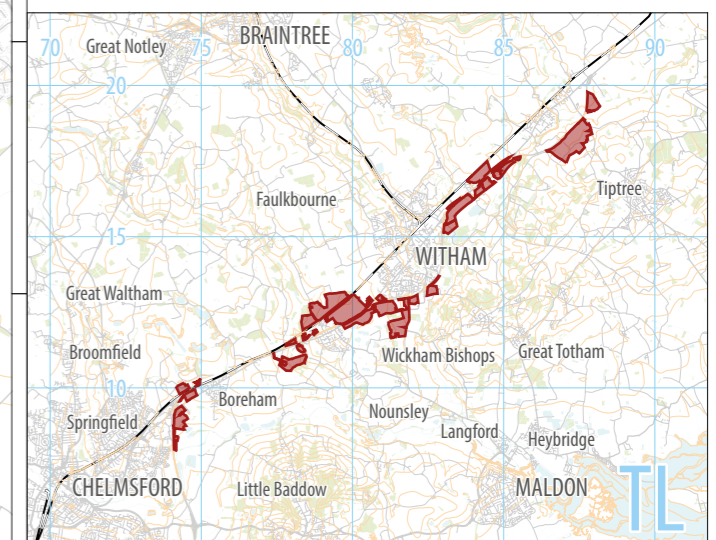 BRAINTREE
70
Great Notley
75
80
85
90
20
Faulkbourne
Tiptree
15
WITHAM
Great Waltham
Broomfield
Wickham Bishops
Great Totham
10
Boreham
Nounsley
Springfield
Langford
Heybridge
CHELMSFORD
Little Baddow
MALDON
TL